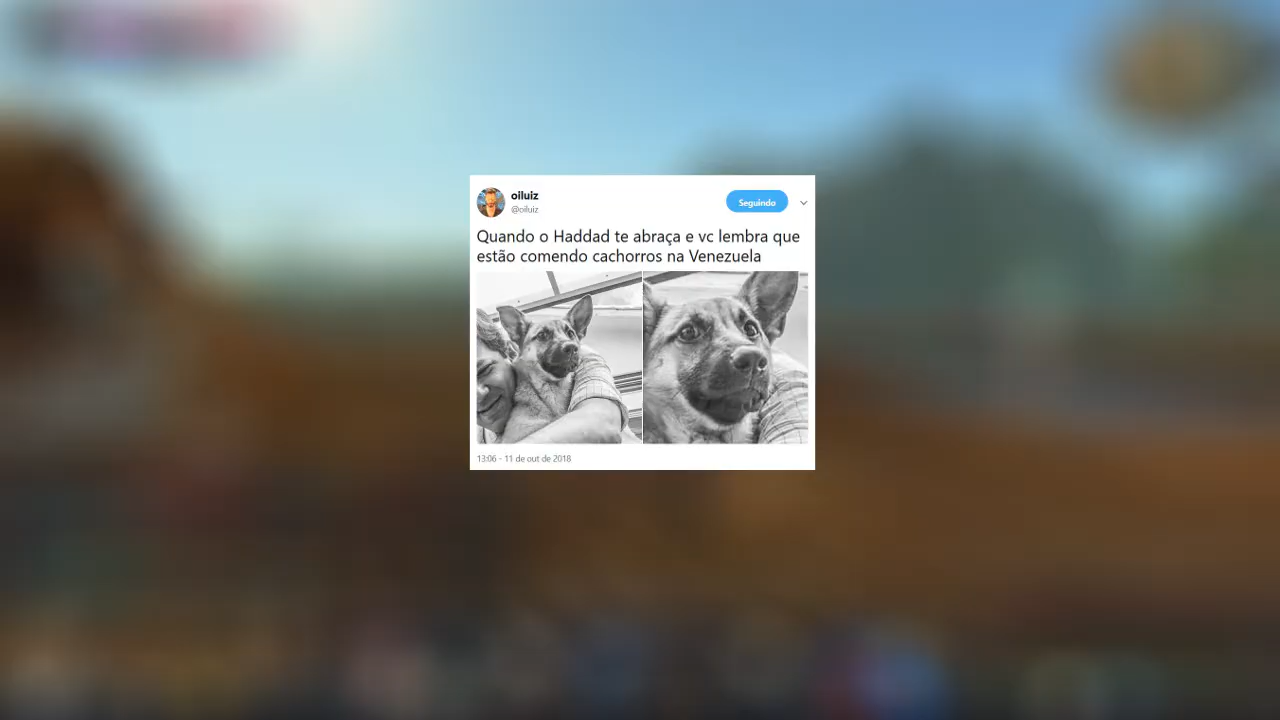 oiluiz
@oiluiz
Seguindo
Quando o Haddad te abraça e vc lembra que
estão comendo cachorros na Venezuela
13:06 - 11 de out de 2018